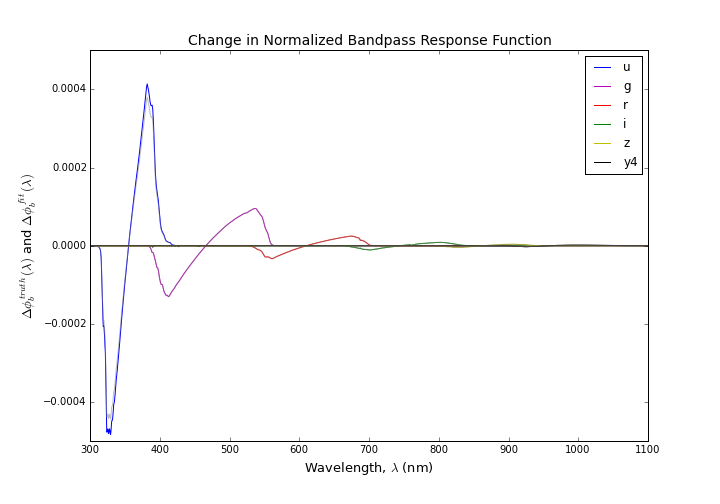 Change in Normalized Bandpass Response Function
Δϕ_b^{truth}(λ) and Δϕ_b^{fit}(λ)
0.0004
0.0002
0.0000
−0.0002
−0.0004
u
g
r
i
z
y4
300 400 500 600 700 800 900 1000 1100
Wavelength, λ (nm)